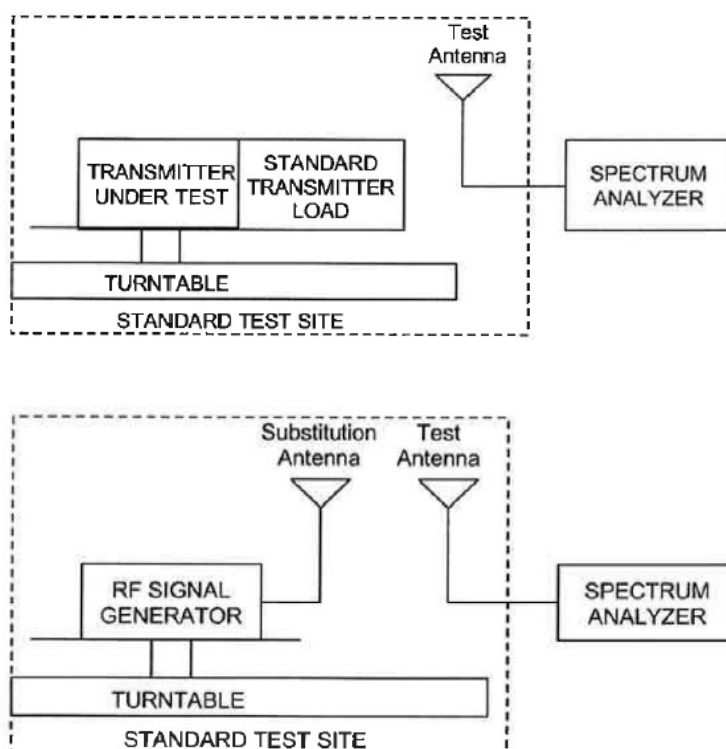 Test
Antenna
TRANSMITTER
UNDER TEST
STANDARD
TRANSMITTER
LOAD
SPECTRUM
ANALYZER
TURNTABLE
STANDARD TEST SITE
Substitution
Antenna
Test
Antenna
RF SIGNAL
GENERATOR
SPECTRUM
ANALYZER
TURNTABLE
STANDARD TEST SITE